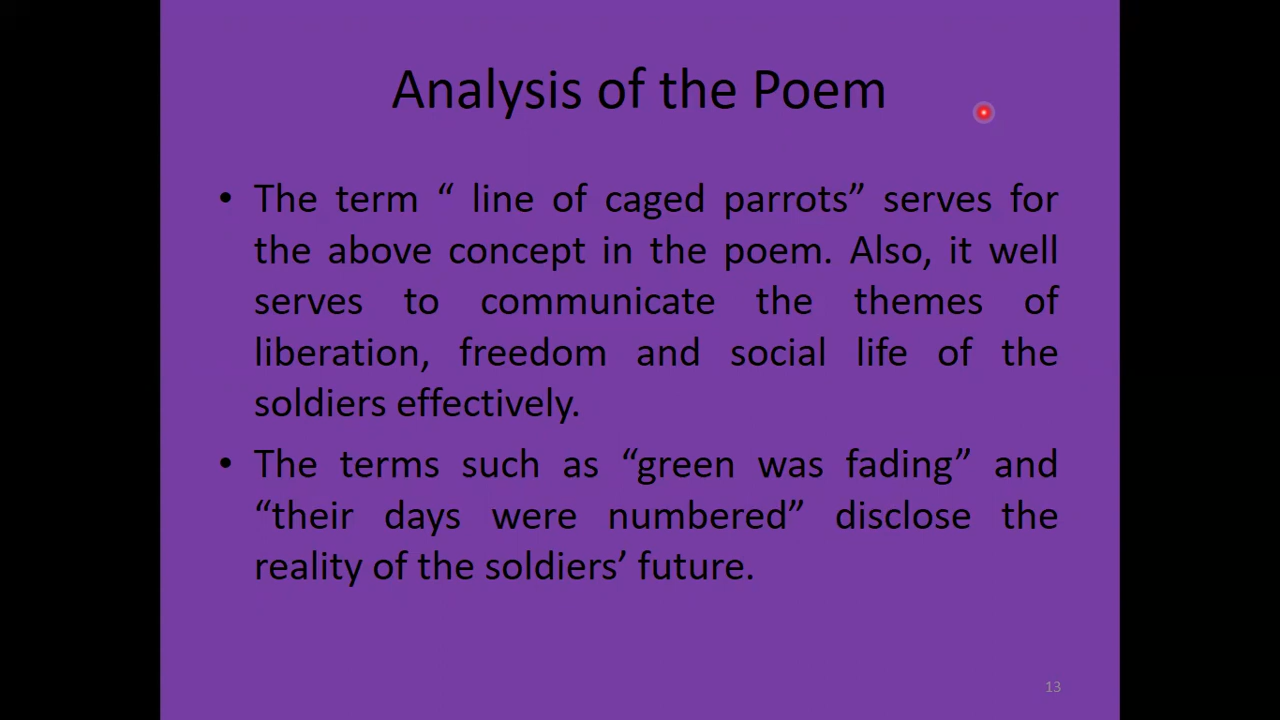 Analysis of the Poem
• The term “ line of caged parrots” serves for
the above concept in the poem. Also, it well
serves to communicate the themes of
liberation, freedom and social life of the
soldiers effectively.
• The terms such as “green was fading” and
“their days were numbered” disclose the
reality of the soldiers’ future.
13